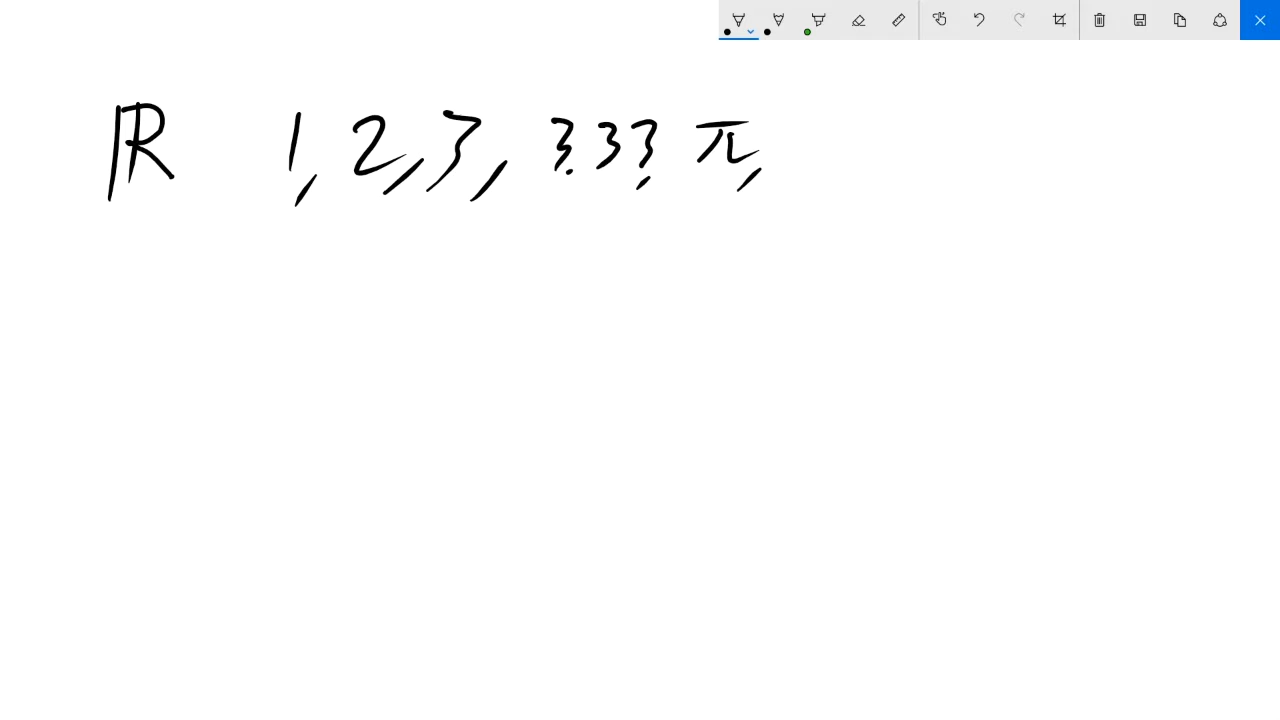 ℝ 1, 2, 3, 3.33, π,